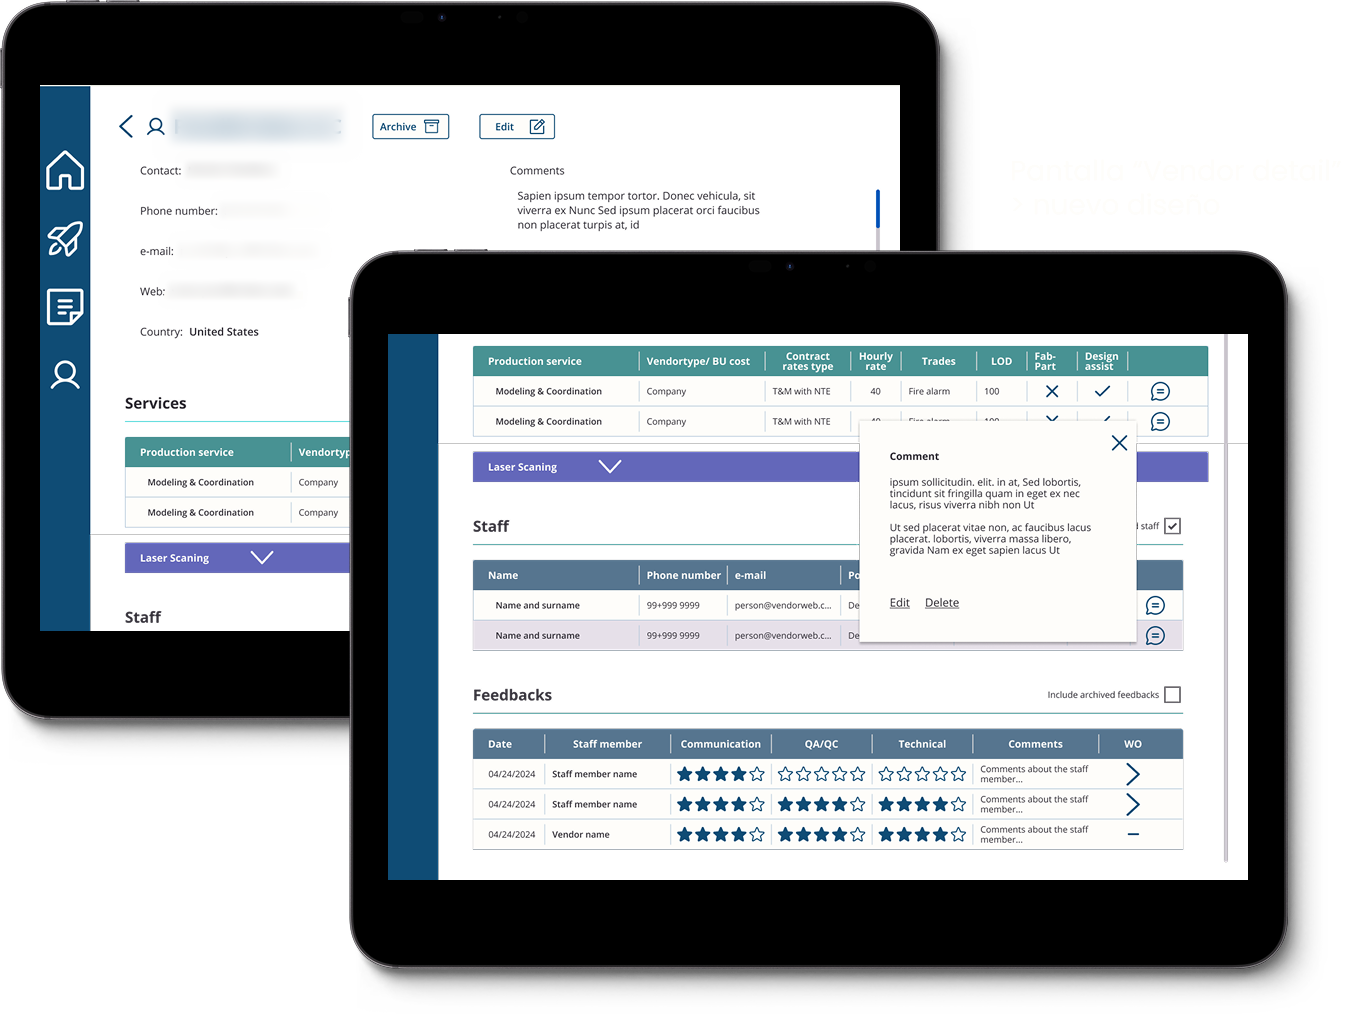 Archive
Edit
Contact:
Phone number:
e-mail:
Web:
Country: United States
Comments
Sapien ipsum tempor tortor. Donec vehicula, sit
viverra ex Nunc Sed ipsum placerat orci faucibus
non placerat turpis at, id
Services
Production service
Modeling & Coordination Company
Modeling & Coordination Company
Laser Scaning
Staff
Pantalla "Vendor detail"
nuevo diseño
Production service Vendortype/ BU cost Contract rates type Hourly rate Trades LOD Fab-Part Design assist
Modeling & Coordination Company T&M with NTE 40 Fire alarm 100
Modeling & Coordination Company T&M with NTE
Laser Scaning
Comment
ipsum sollicitudin. elit. in at, Sed lobortis,
tincidunt sit fringilla quam in eget ex nec
lacus, risus viverra nibh non Ut
Ut sed placerat vitae non, ac faucibus lacus
placerat. lobortis, viverra massa libero,
gravida Nam ex eget sapien lacus Ut
Edit Delete
Staff
staff
Name Phone number e-mail
Name and surname 99+999 9999 person@vendorweb.c...
Name and surname 99+999 9999 person@vendorweb.c...
Feedbacks
Include archived feedbacks
Date Staff member Communication QA/QC Technical Comments WO
04/24/2024 Staff member name Comments about the staff member...
04/24/2024 Staff member name Comments about the staff member...
04/24/2024 Vendor name Comments about the staff member...